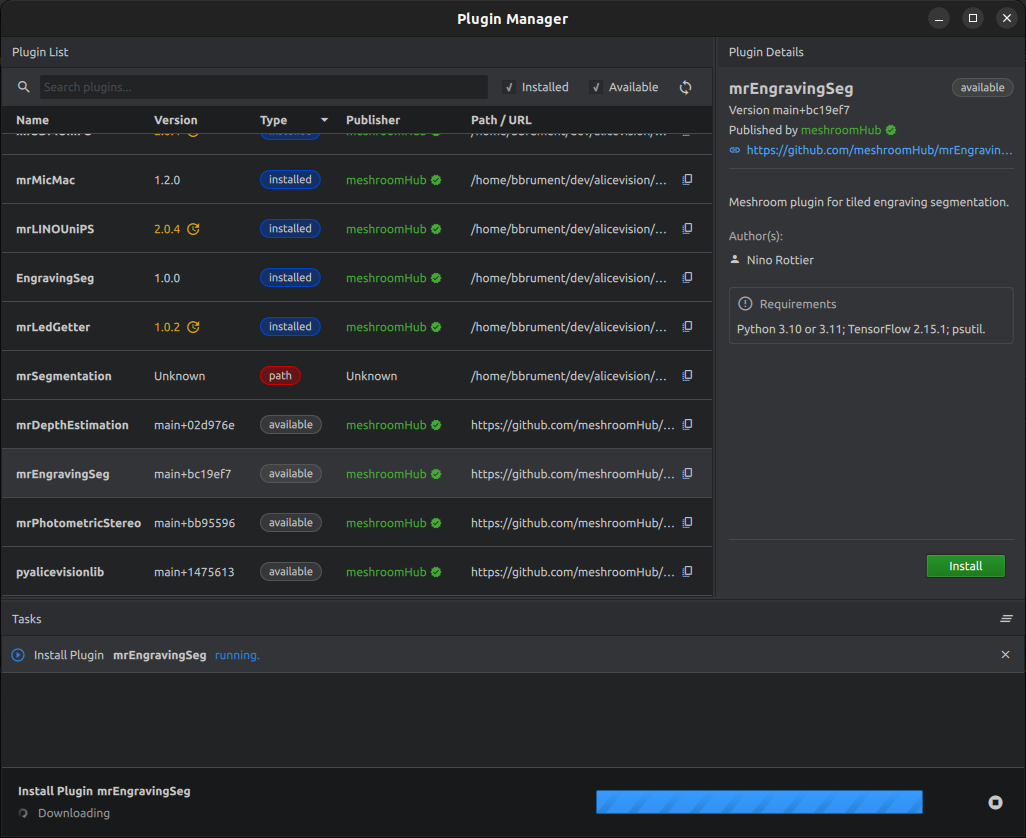 Plugin Manager
Plugin List
Search plugins...
✓ Installed ✓ Available
Name Version Type Publisher Path / URL
mrMicMac 1.2.0 installed meshroomHub /home/bbrument/dev/alicevision/...
mrLINOUniPS 2.0.4 installed meshroomHub /home/bbrument/dev/alicevision/...
EngravingSeg 1.0.0 installed meshroomHub /home/bbrument/dev/alicevision/...
mrLedGetter 1.0.2 installed meshroomHub /home/bbrument/dev/alicevision/...
mrSegmentation Unknown path Unknown /home/bbrument/dev/alicevision/...
mrDepthEstimation main+02d976e available meshroomHub https://github.com/meshroomHub/...
mrEngravingSeg main+bc19ef7 available meshroomHub https://github.com/meshroomHub/...
mrPhotometricStereo main+bb95596 available meshroomHub https://github.com/meshroomHub/...
pyalicevisionlib main+1475613 available meshroomHub https://github.com/meshroomHub/...
Plugin Details
mrEngravingSeg available
Version main+bc19ef7
Published by meshroomHub
https://github.com/meshroomHub/mrEngravin...
Meshroom plugin for tiled engraving segmentation.
Author(s):
Nino Rottier
Requirements
Python 3.10 or 3.11; TensorFlow 2.15.1; psutil.
Install
Tasks
Install Plugin mrEngravingSeg running.
Install Plugin mrEngravingSeg
Downloading